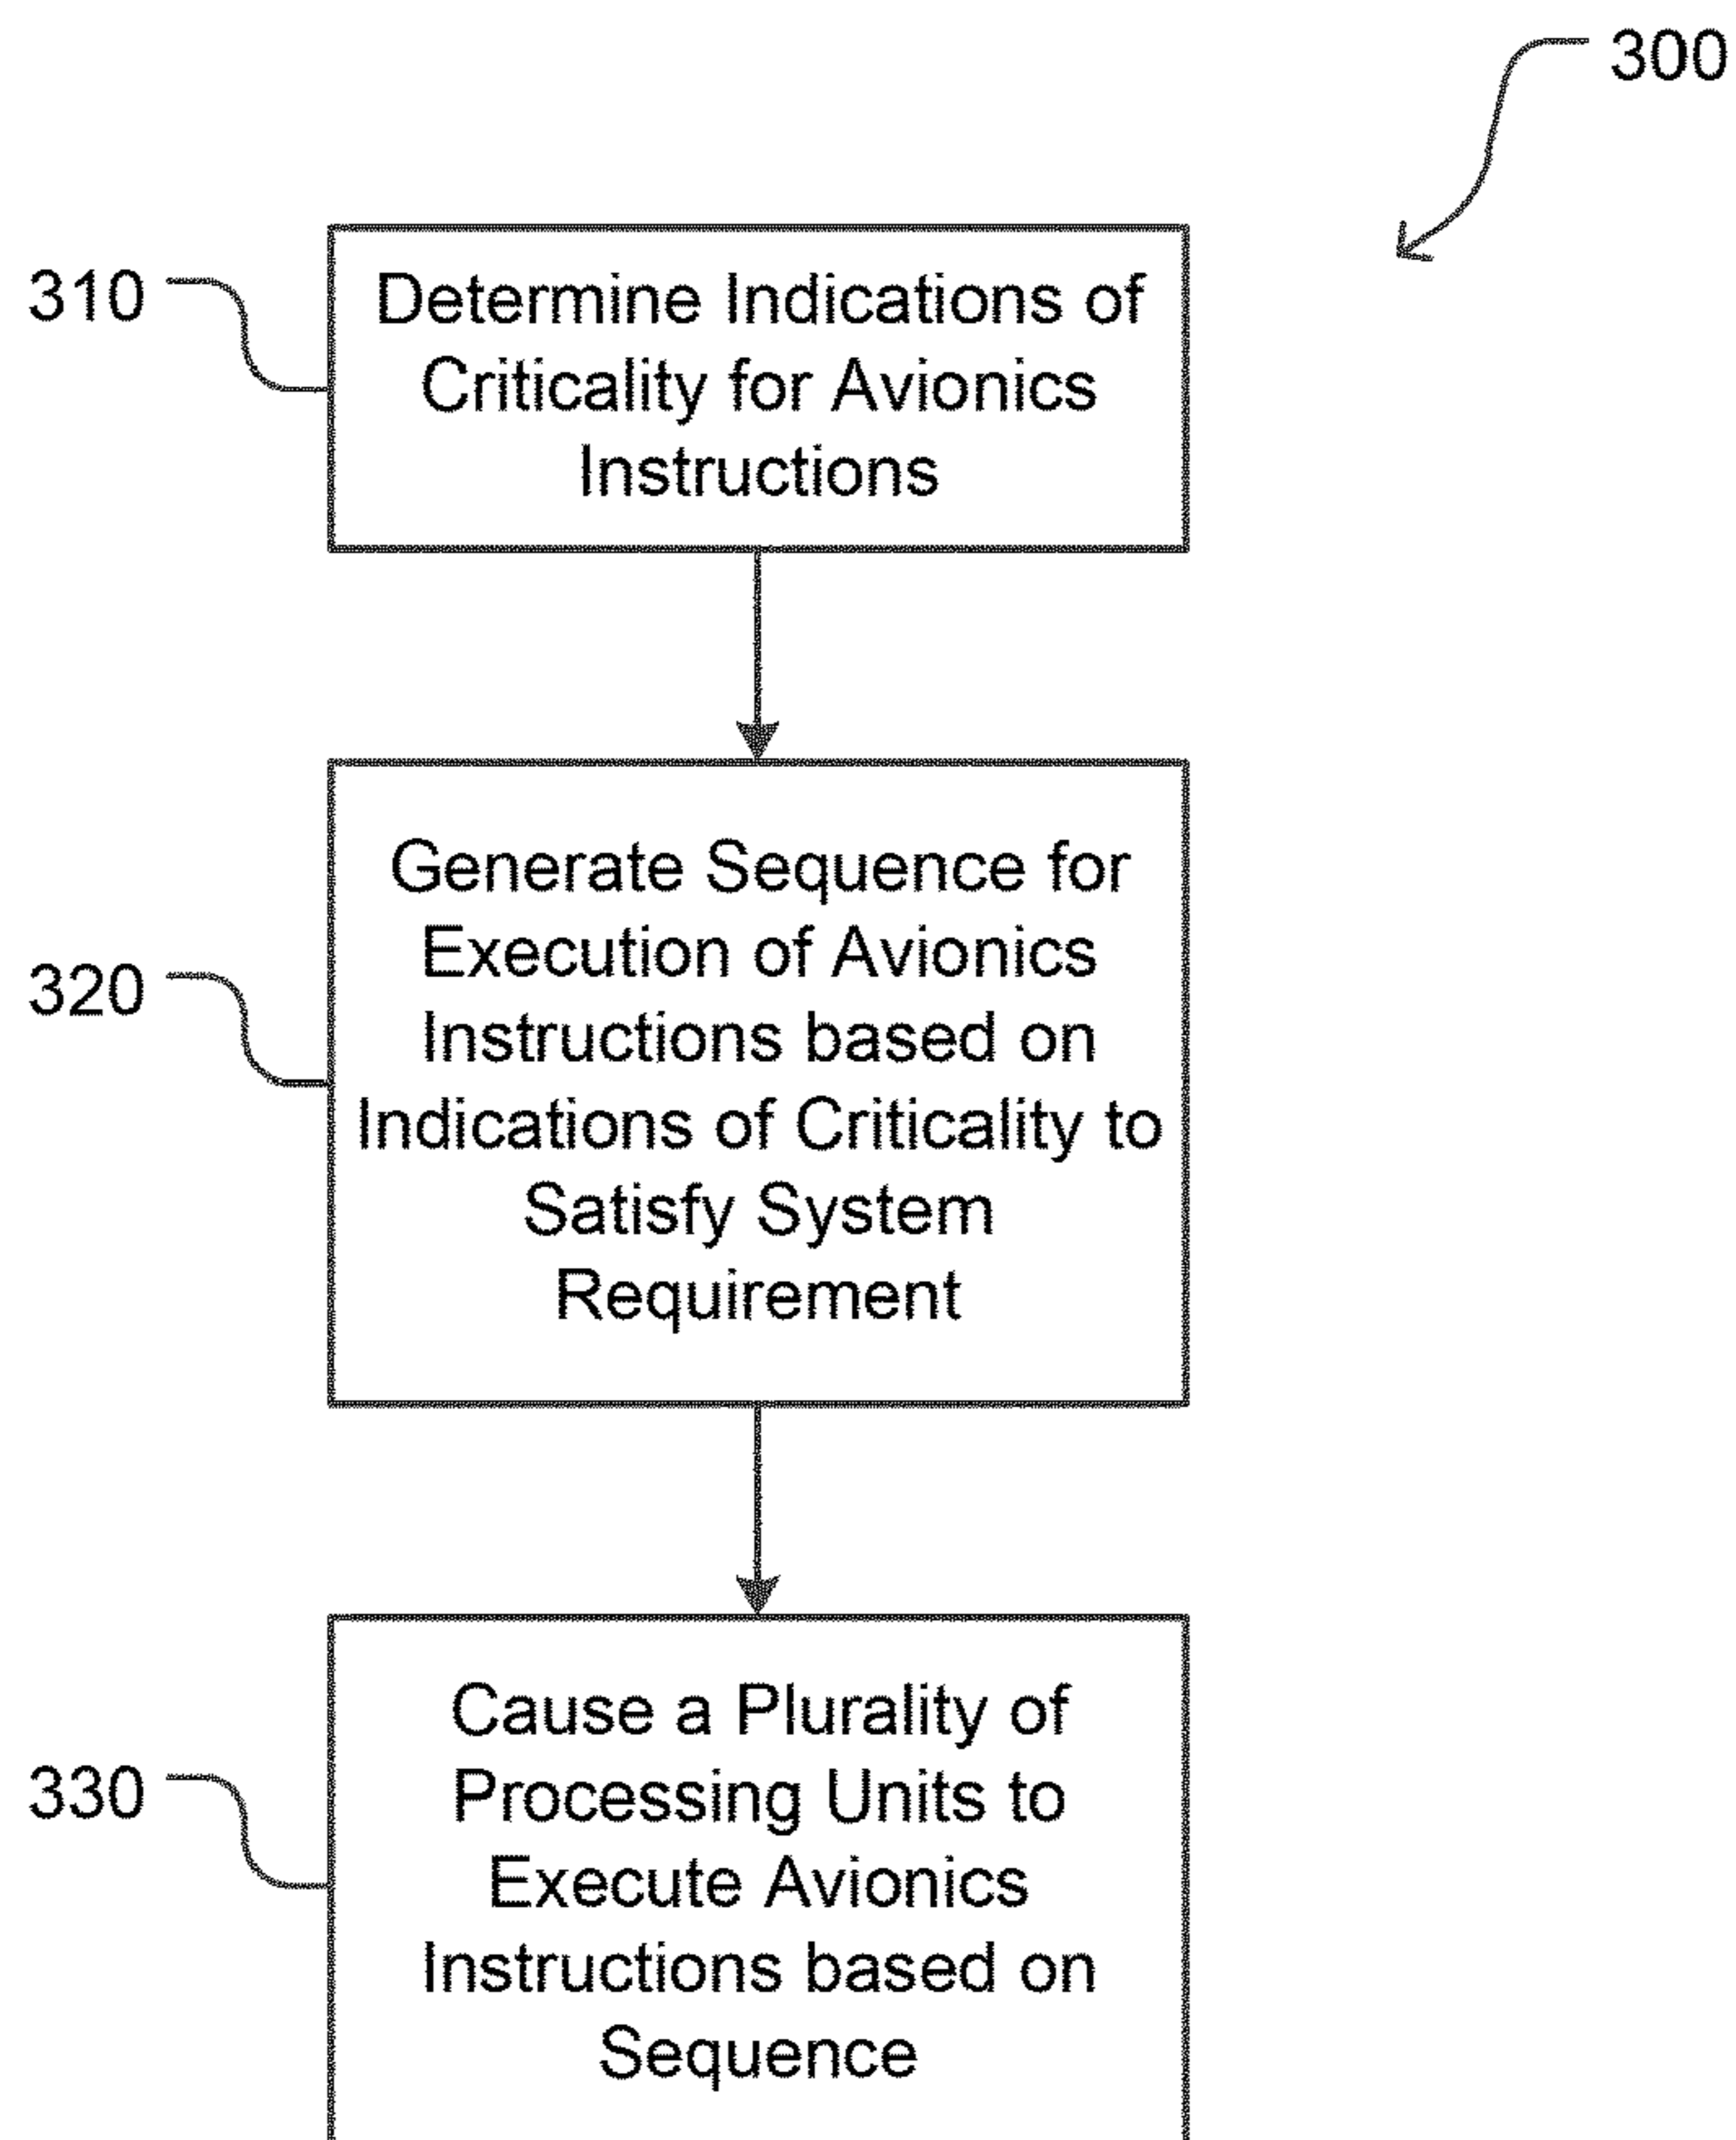 300
310
Determine Indications of
Criticality for Avionics
Instructions
320
Generate Sequence for
Execution of Avionics
Instructions based on
Indications of Criticality to
Satisfy System
Requirement
330
Cause a Plurality of
Processing Units to
Execute Avionics
Instructions based on
Sequence